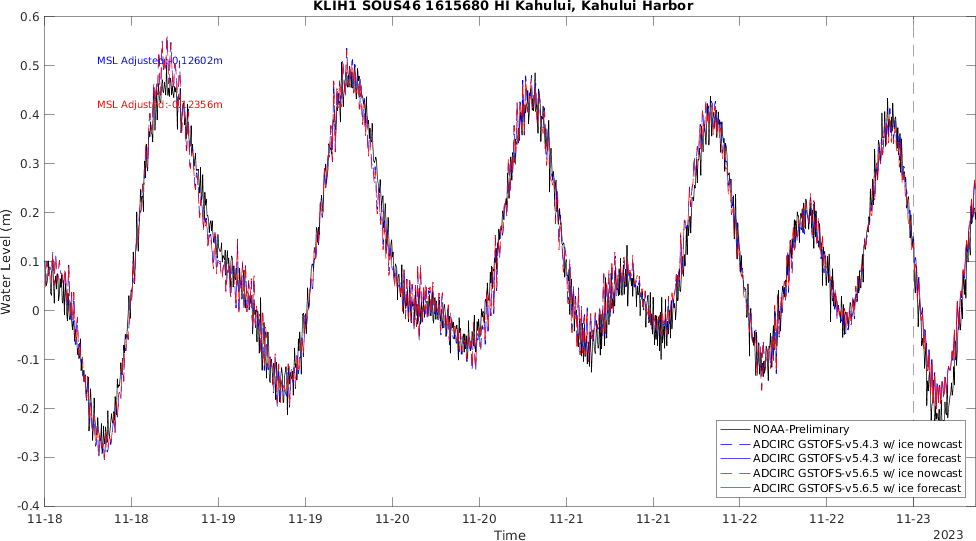 KLIH1 SOUS46 1615680 HI Kahului, Kahului Harbor
0.6
0.5
0.4
0.3
0.2
0.1
0
-0.1
-0.2
-0.3
-0.4
Water Level (m)
MSL Adjusted:-0.12602m
MSL Adjusted:-0.12356m
NOAA-Preliminary
ADCIRC GSTOFS-v5.4.3 w/ ice nowcast
ADCIRC GSTOFS-v5.4.3 w/ ice forecast
ADCIRC GSTOFS-v5.6.5 w/ ice nowcast
ADCIRC GSTOFS-v5.6.5 w/ ice forecast
11-18 11-18 11-19 11-19 11-20 11-20 11-21 11-21 11-22 11-22 11-23
Time
2023